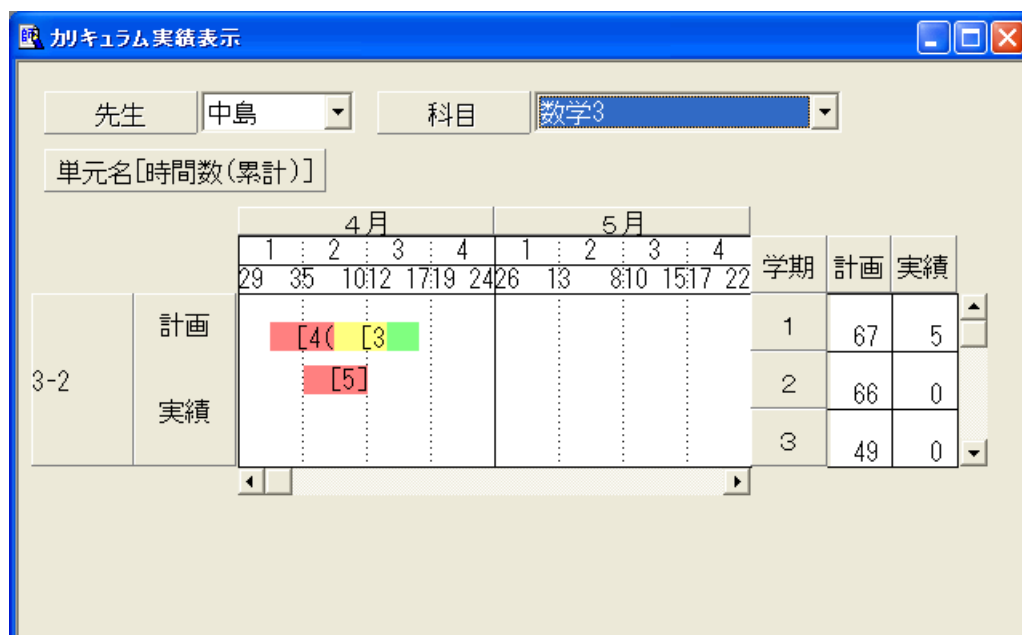 カリキュラム実績表示
先生 中島 科目 数学3
単元名[時間数(累計)]
4月 5月
1 2 3 4 1 2 3 4 学期 計画 実績
29 3 5 10 12 17 19 24 26 1 3 8 10 15 17 22
3-2 計画 [4( [3 1 67 5
[5] 2 66 0
実績 3 49 0